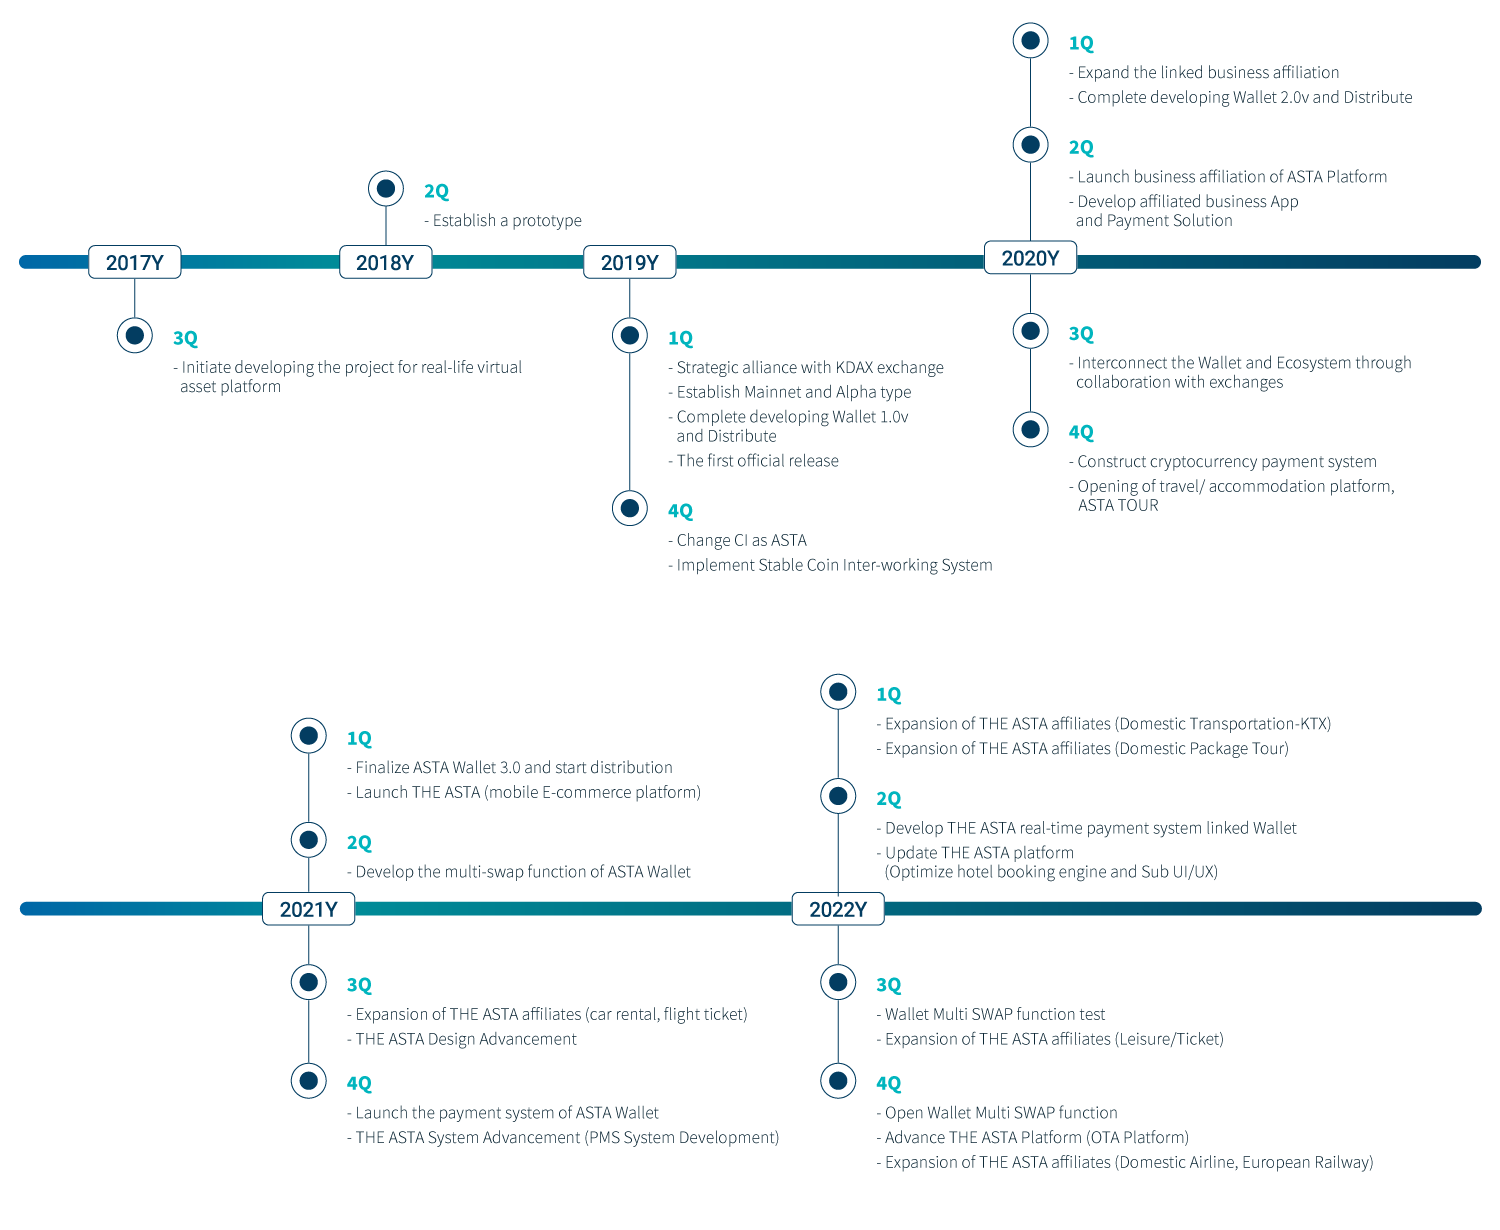 2017Y
3Q
- Initiate developing the project for real-life virtual
asset platform
2018Y
2Q
- Establish a prototype
2019Y
1Q
- Strategic alliance with KDAX exchange
- Establish Mainnet and Alpha type
- Complete developing Wallet 1.0v
and Distribute
- The first official release
4Q
- Change CI as ASTA
- Implement Stable Coin Inter-working System
2020Y
1Q
- Expand the linked business affiliation
- Complete developing Wallet 2.0v and Distribute
2Q
- Launch business affiliation of ASTA Platform
- Develop affiliated business App
and Payment Solution
3Q
- Interconnect the Wallet and Ecosystem through
collaboration with exchanges
4Q
- Construct cryptocurrency payment system
- Opening of travel/ accommodation platform,
ASTA TOUR
2021Y
1Q
- Finalize ASTA Wallet 3.0 and start distribution
- Launch THE ASTA (mobile E-commerce platform)
2Q
- Develop the multi-swap function of ASTA Wallet
3Q
- Expansion of THE ASTA affiliates (car rental, flight ticket)
- THE ASTA Design Advancement
4Q
- Launch the payment system of ASTA Wallet
- THE ASTA System Advancement (PMS System Development)
2022Y
1Q
- Expansion of THE ASTA affiliates (Domestic Transportation-KTX)
- Expansion of THE ASTA affiliates (Domestic Package Tour)
2Q
- Develop THE ASTA real-time payment system linked Wallet
- Update THE ASTA platform
(Optimize hotel booking engine and Sub UI/UX)
3Q
- Wallet Multi SWAP function test
- Expansion of THE ASTA affiliates (Leisure/Ticket)
4Q
- Open Wallet Multi SWAP function
- Advance THE ASTA Platform (OTA Platform)
- Expansion of THE ASTA affiliates (Domestic Airline, European Railway)